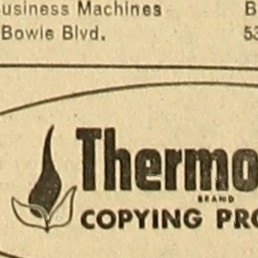 usiness Machines B
Bowie Blvd. 53
Thermo
BRAND
COPYING PRO